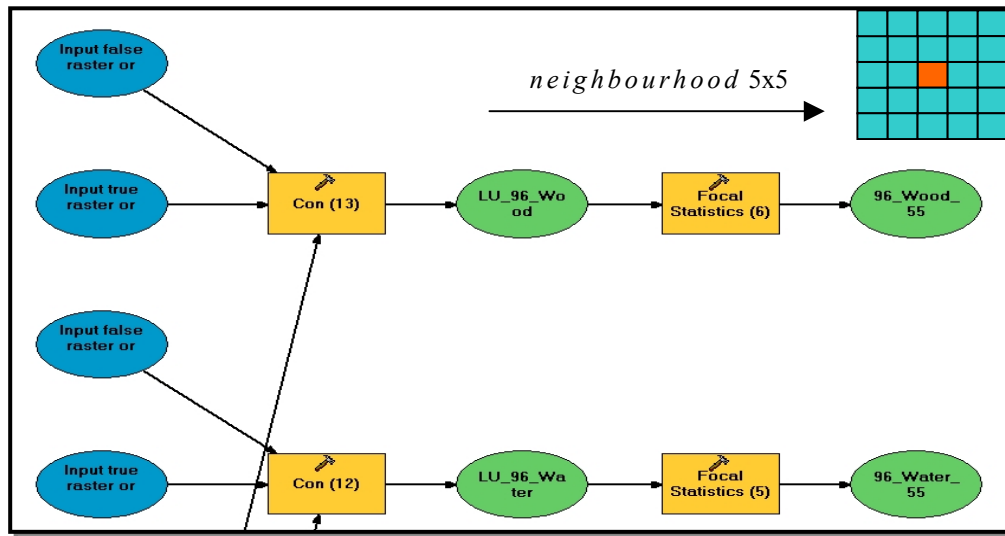 Input false
raster or
neighbourhood 5x5
Input true
raster or
Con (13)
LU_96_Wo
od
Focal
Statistics (6)
96_Wood_
55
Input false
raster or
Input true
raster or
Con (12)
LU_96_Wa
ter
Focal
Statistics (5)
96_Water_
55